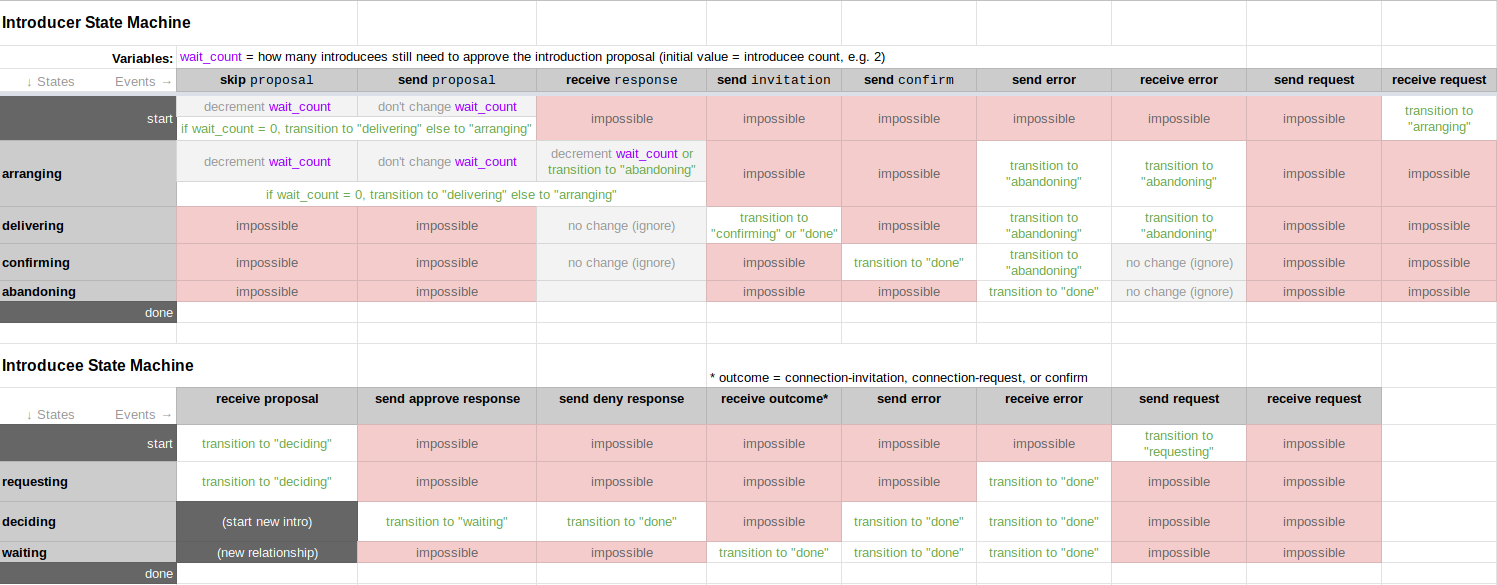 Introducer State Machine
Variables: wait_count = how many introducees still need to approve the introduction proposal (initial value = introducee count, e.g. 2)
↓ States Events → skip proposal send proposal receive response send invitation send confirm send error receive error send request receive request
start decrement wait_count don't change wait_count impossible impossible impossible impossible impossible impossible transition to "arranging"
if wait_count = 0, transition to "delivering" else to "arranging"
arranging decrement wait_count don't change wait_count decrement wait_count or transition to "abandoning" impossible impossible transition to "abandoning" transition to "abandoning" impossible impossible
if wait_count = 0, transition to "delivering" else to "arranging"
delivering impossible impossible no change (ignore) transition to "confirming" or "done" impossible transition to "abandoning" transition to "abandoning" impossible impossible
confirming impossible impossible no change (ignore) impossible transition to "done" transition to "abandoning" no change (ignore) impossible impossible
abandoning impossible impossible impossible impossible transition to "done" no change (ignore) impossible impossible
done
Introducee State Machine
* outcome = connection-invitation, connection-request, or confirm
↓ States Events → receive proposal send approve response send deny response receive outcome* send error receive error send request receive request
start transition to "deciding" impossible impossible impossible impossible impossible transition to "requesting" impossible
requesting transition to "deciding" impossible impossible impossible impossible transition to "done" impossible impossible
deciding (start new intro) transition to "waiting" transition to "done" impossible transition to "done" transition to "done" impossible impossible
waiting (new relationship) impossible impossible transition to "done" transition to "done" transition to "done" impossible impossible
done